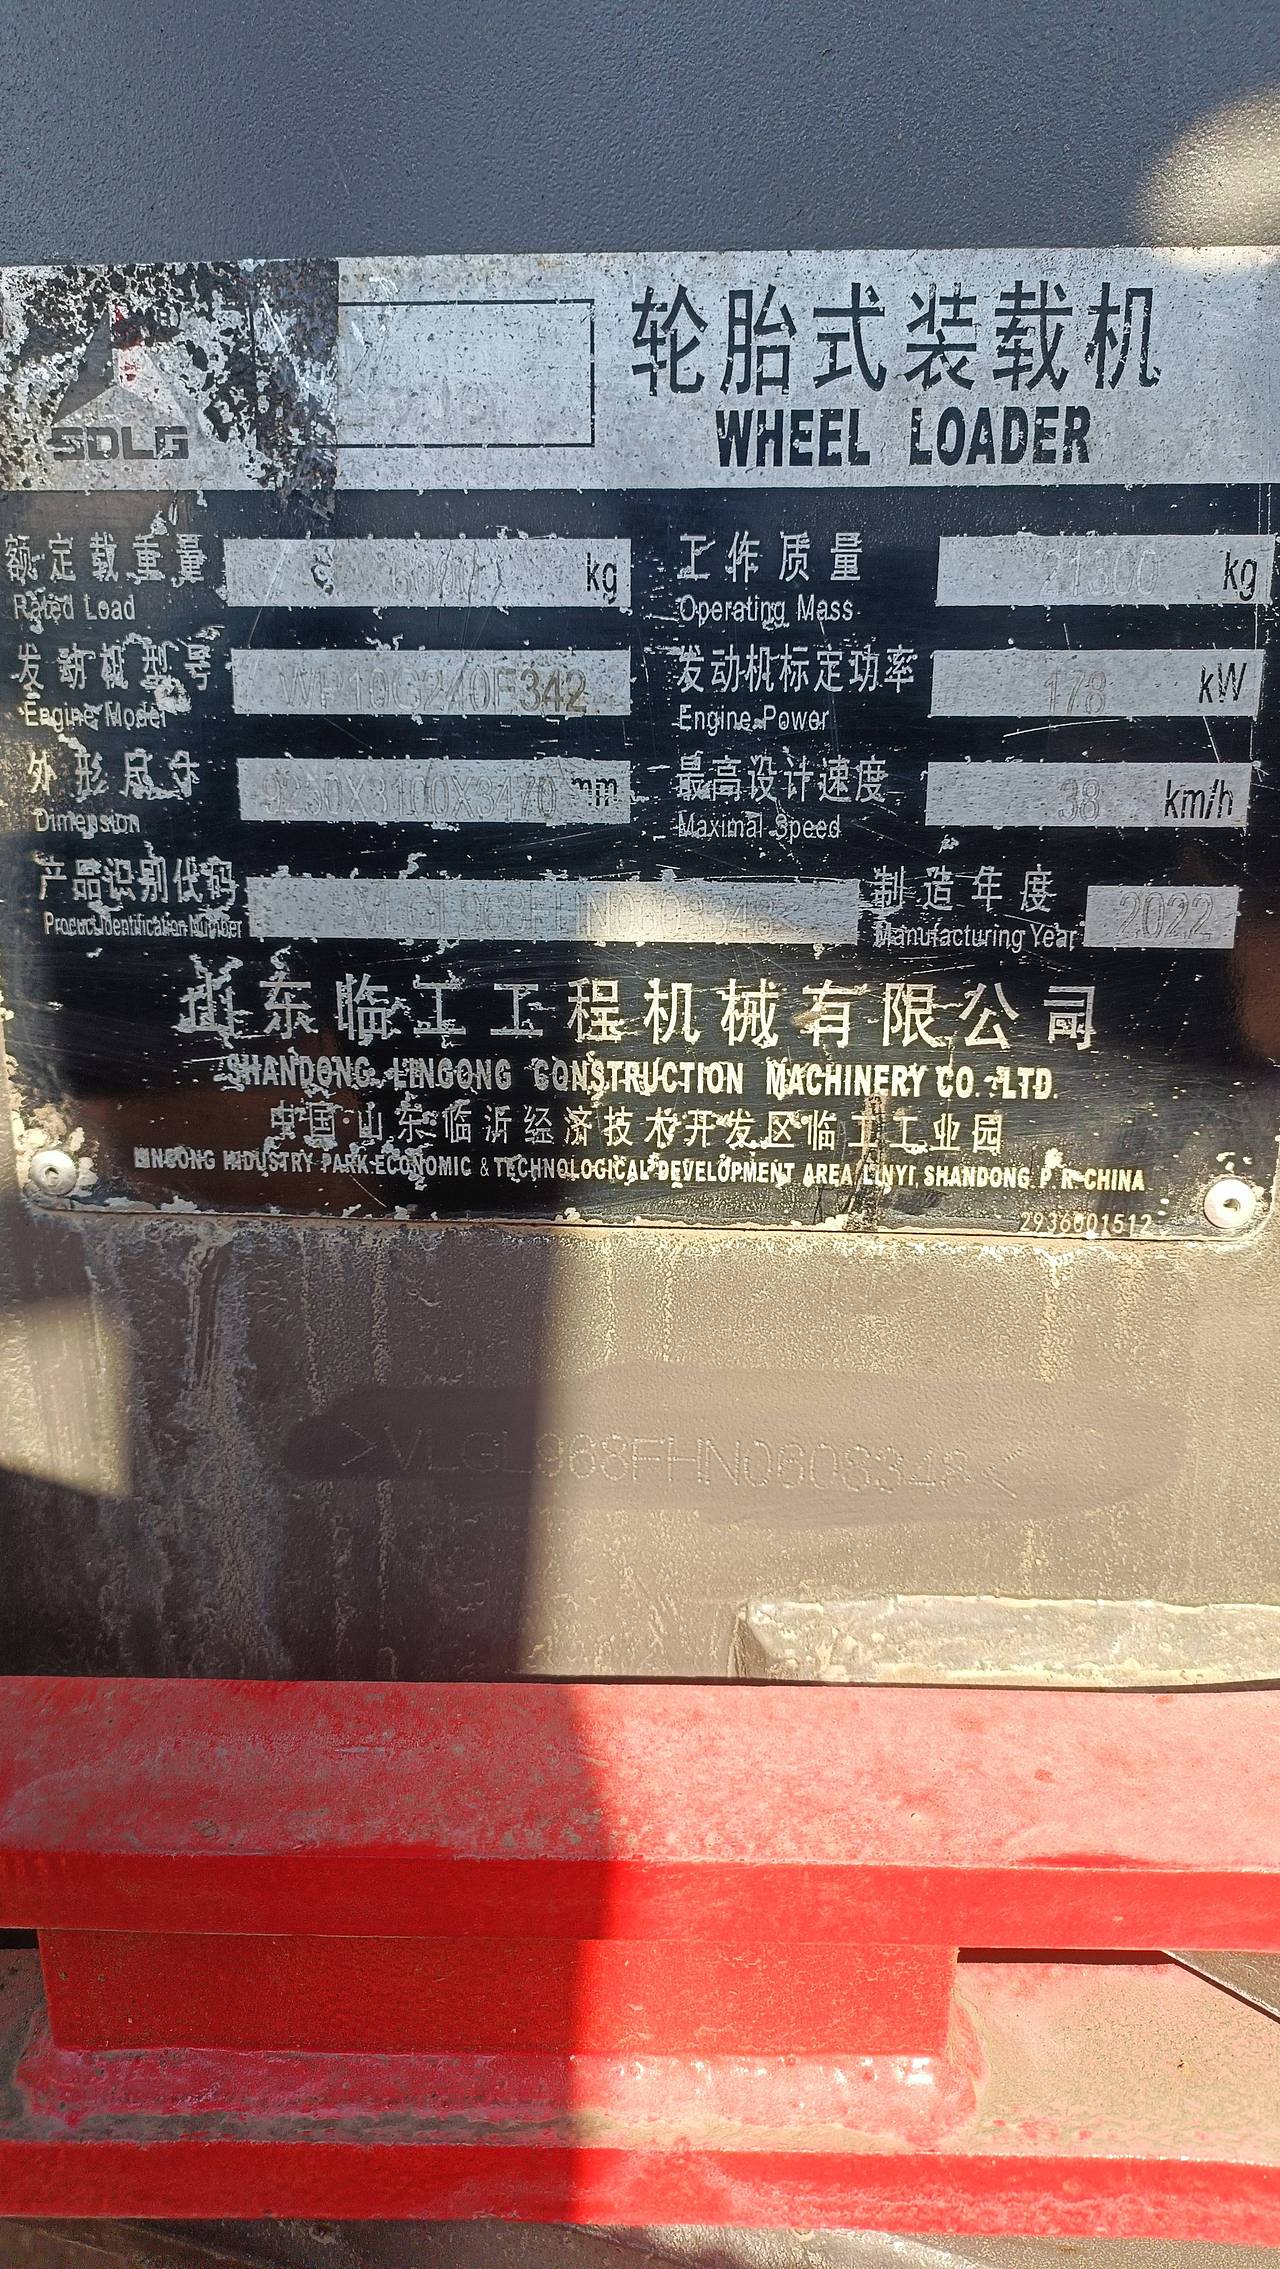 SDLG
轮胎式装载机
WHEEL LOADER
额定载重量 kg
Rated Load
工作质量 kg
Operating Mass
发动机型号 WP10G240F342
Engine Model
发动机标定功率 178 kW
Engine Power
外形尺寸 mm
Dimension
最高设计速度 38 km/h
Maximal Speed
产品识别代码
Product Identification Number
制造年度 2022
Manufacturing Year
山东临工工程机械有限公司
SHANDONG LINGONG CONSTRUCTION MACHINERY CO.,LTD.
中国·山东·临沂经济技术开发区临工工业园
LINGONG INDUSTRY PARK ECONOMIC & TECHNOLOGICAL DEVELOPMENT AREA LINYI SHANDONG P.R.CHINA
2936001512
>VLGL968FHN0608348<